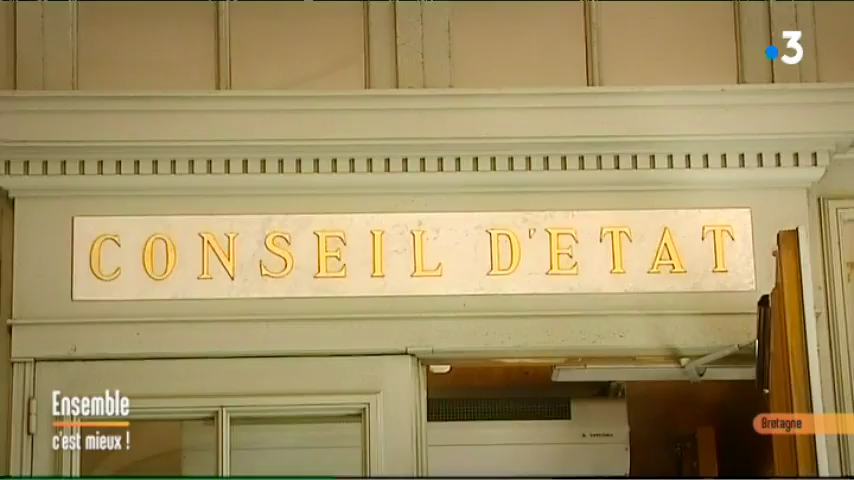 3
CONSEIL D'ETAT
Ensemble
c'est mieux !
Bretagne